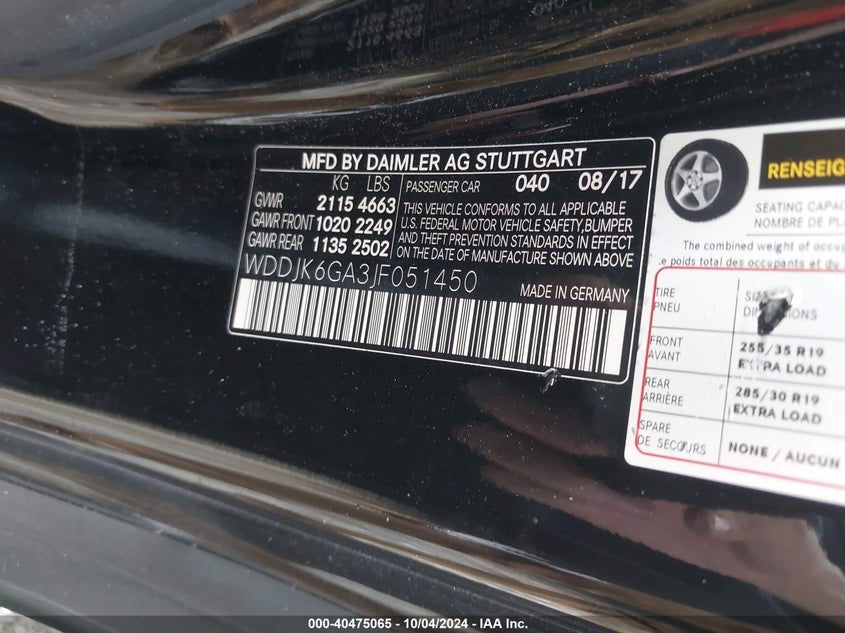 MFD BY DAIMLER AG STUTTGART
KG LBS
GVWR 2115 4663
GAWR FRONT 1020 2249
GAWR REAR 1135 2502
PASSENGER CAR 040 08/17
THIS VEHICLE CONFORMS TO ALL APPLICABLE
U.S. FEDERAL MOTOR VEHICLE SAFETY,BUMPER
AND THEFT PREVENTION STANDARDS IN EFFECT
ON THE DATE OF MANUFACTURE SHOWN ABOVE
WDDJK6GA3JF051450
MADE IN GERMANY
RENSEIG
SEATING CAPAC
NOMBRE DE PL
The combined weight of occup
e poids total des occupants e
TIRE
PNEU
FRONT
AVANT
255/35 R19
EXTRA LOAD
REAR
ARRIÈRE
285/30 R19
EXTRA LOAD
SPARE
DE SECOURS
NONE / AUCUN
000-40475065 - 10/04/2024 - IAA Inc.